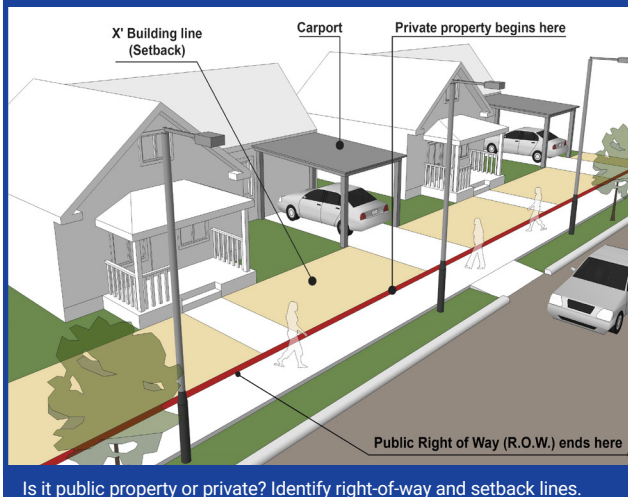 X' Building line
(Setback)
Carport
Private property begins here
Public Right of Way (R.O.W.) ends here
Is it public property or private? Identify right-of-way and setback lines.